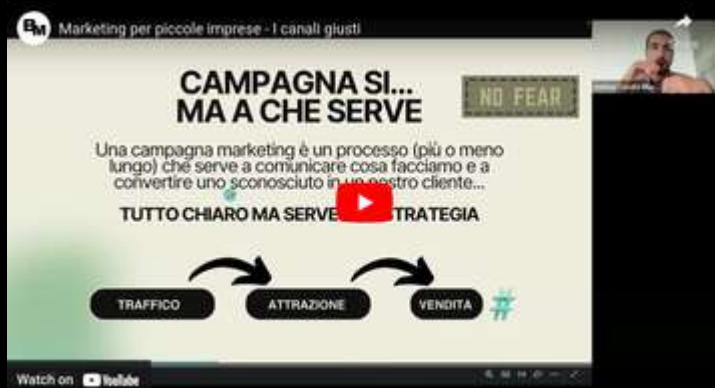 BM
Marketing per piccole imprese - I canali giusti
CAMPAGNA SI...
MA A CHE SERVE
NO FEAR
Una campagna marketing è un processo (più o meno
lungo) che serve a comunicare cosa facciamo e a
convertire uno sconosciuto in un nostro cliente...
TUTTO CHIARO MA SERVE STRATEGIA
TRAFFICO
ATTRAZIONE
VENDITA
#
Watch on YouTube